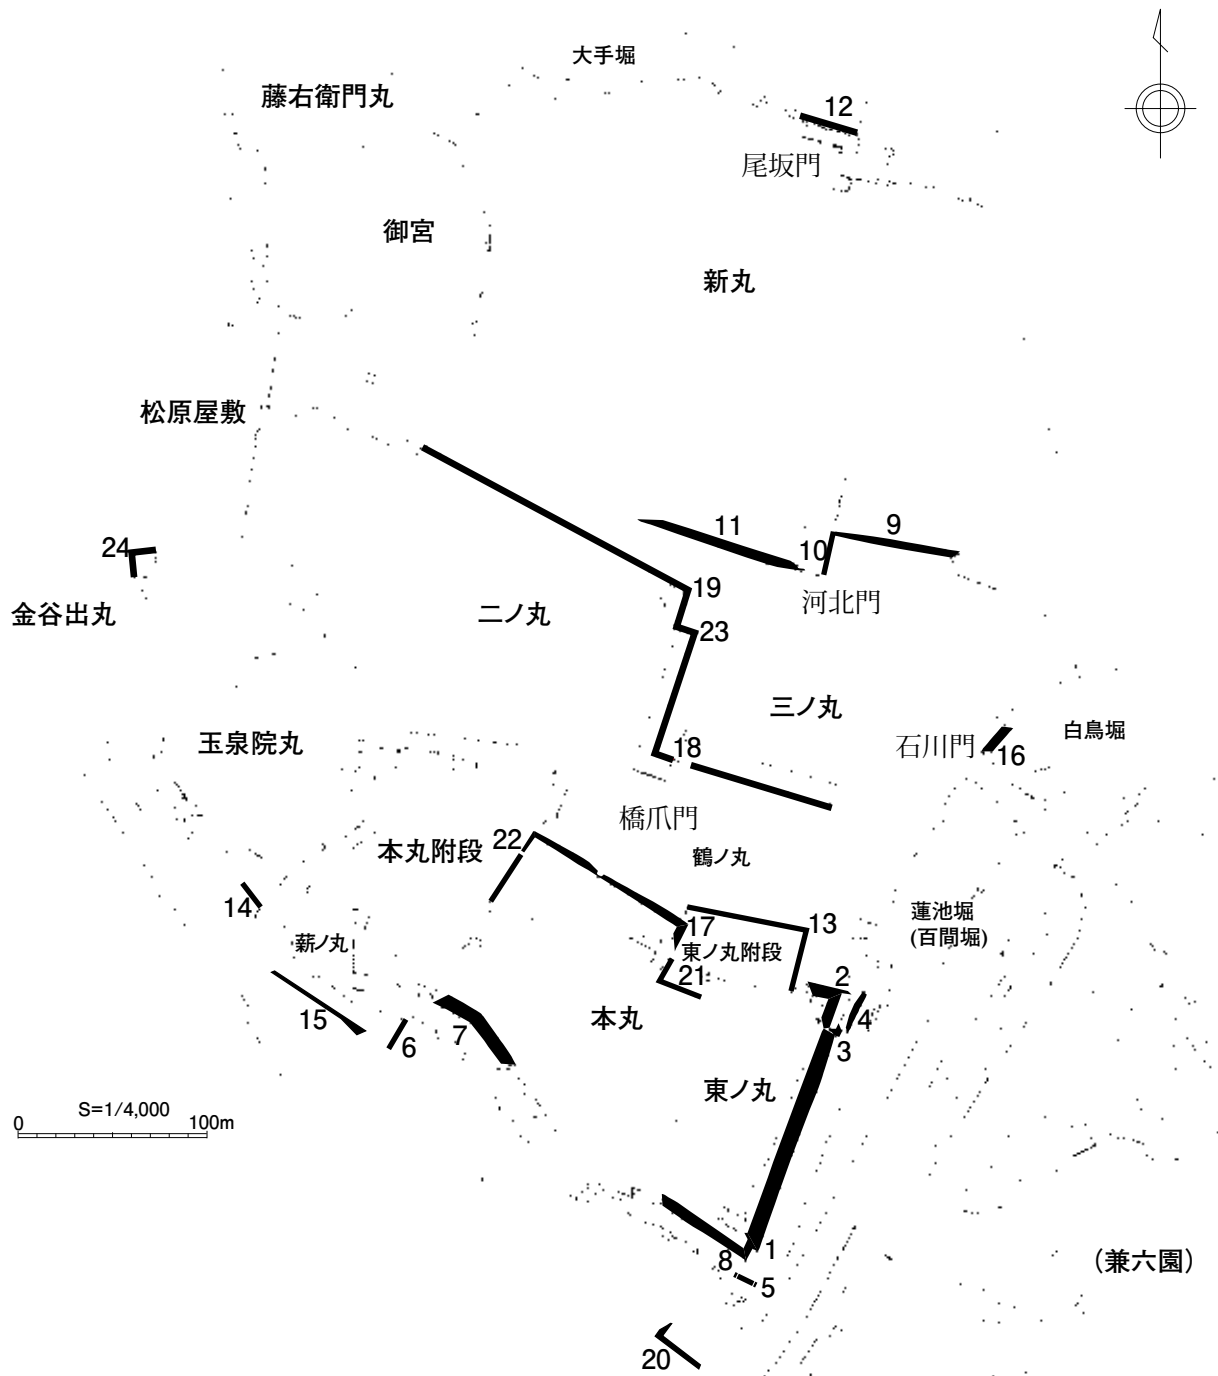 大手堀
藤右衛門丸
12
尾坂門
御宮
新丸
松原屋敷
11
10
9
24
19
河北門
金谷出丸
二ノ丸
23
三ノ丸
白鳥堀
玉泉院丸
18
石川門
16
橋爪門
22
本丸附段
鶴ノ丸
14
17
13
蓮池堀
(百間堀)
薪ノ丸
東ノ丸附段
21
2
本丸
15
6
7
4
3
東ノ丸
S=1/4,000
0
100m
8
1
5
(兼六園)
20